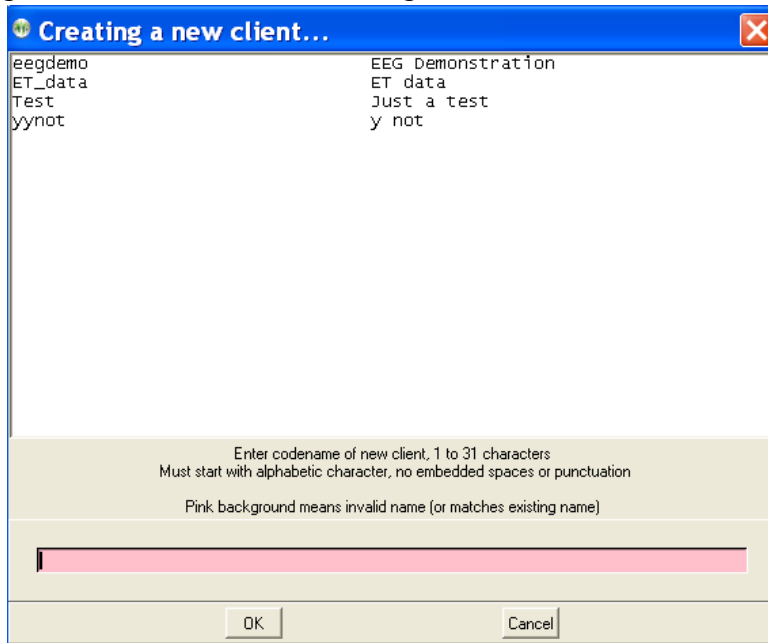 Creating a new client...
eegdemo EEG Demonstration
ET_data ET data
Test Just a test
yynot y not
Enter codename of new client, 1 to 31 characters
Must start with alphabetic character, no embedded spaces or punctuation
Pink background means invalid name (or matches existing name)
OK Cancel